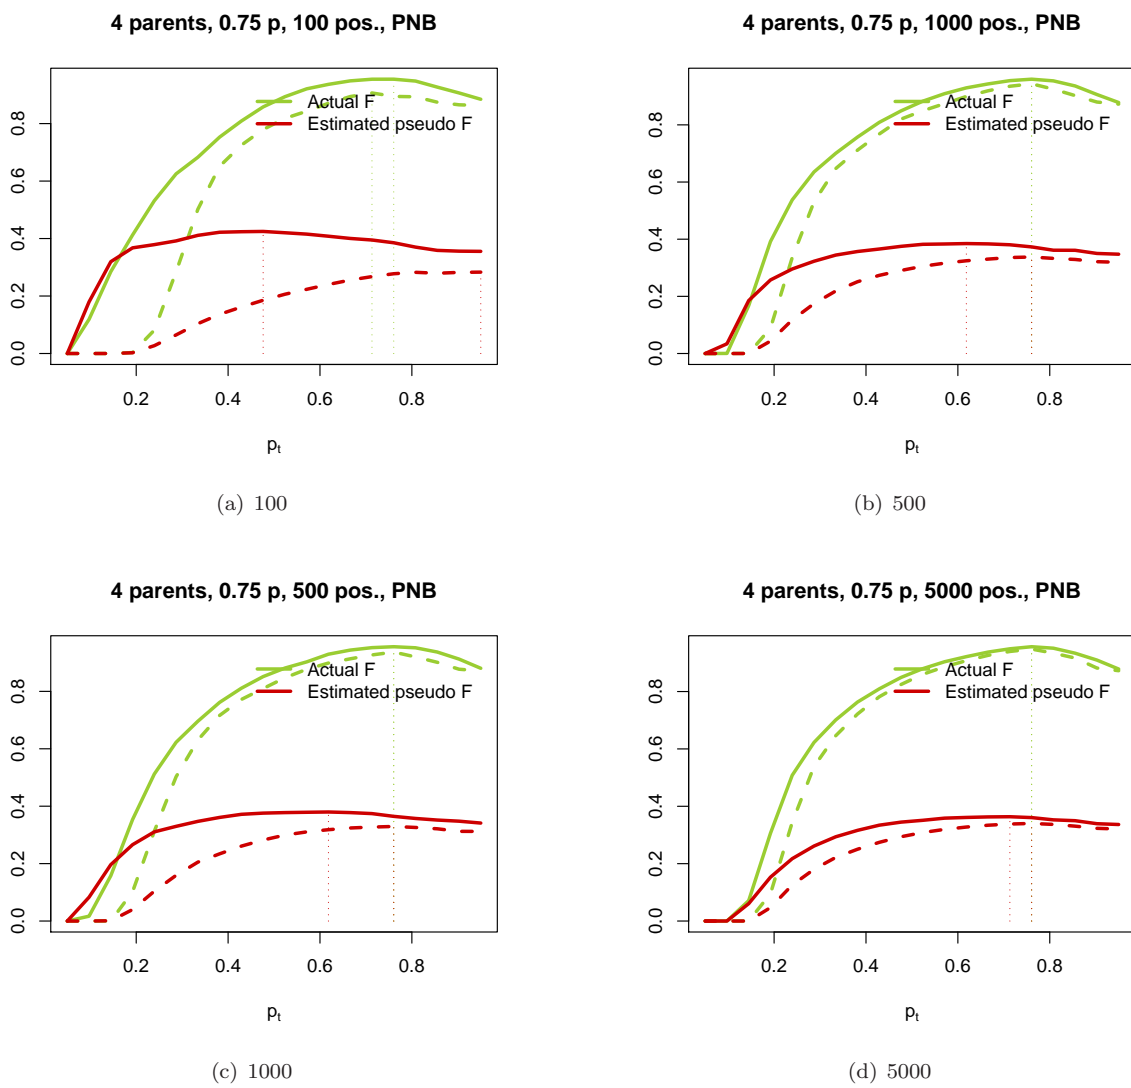 4 parents, 0.75 p, 100 pos., PNB
Actual F
Estimated pseudo F
0.0 0.2 0.4 0.6 0.8
0.2 0.4 0.6 0.8
pt
(a) 100
4 parents, 0.75 p, 1000 pos., PNB
Actual F
Estimated pseudo F
0.0 0.2 0.4 0.6 0.8
0.2 0.4 0.6 0.8
pt
(b) 500
4 parents, 0.75 p, 500 pos., PNB
Actual F
Estimated pseudo F
0.0 0.2 0.4 0.6 0.8
0.2 0.4 0.6 0.8
pt
(c) 1000
4 parents, 0.75 p, 5000 pos., PNB
Actual F
Estimated pseudo F
0.0 0.2 0.4 0.6 0.8
0.2 0.4 0.6 0.8
pt
(d) 5000